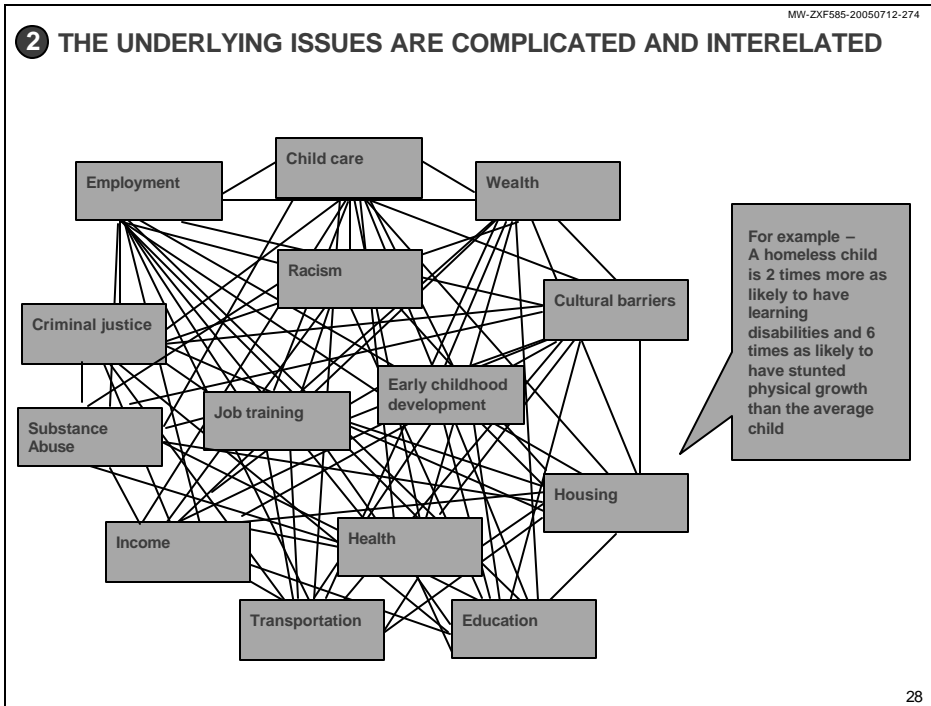 MW-ZXF585-20050712-274
2 THE UNDERLYING ISSUES ARE COMPLICATED AND INTERELATED
Child care
Employment
Wealth
Racism
Cultural barriers
Criminal justice
Early childhood
development
Job training
Substance
Abuse
Housing
Income
Health
Transportation
Education
For example –
A homeless child
is 2 times more as
likely to have
learning
disabilities and 6
times as likely to
have stunted
physical growth
than the average
child
28